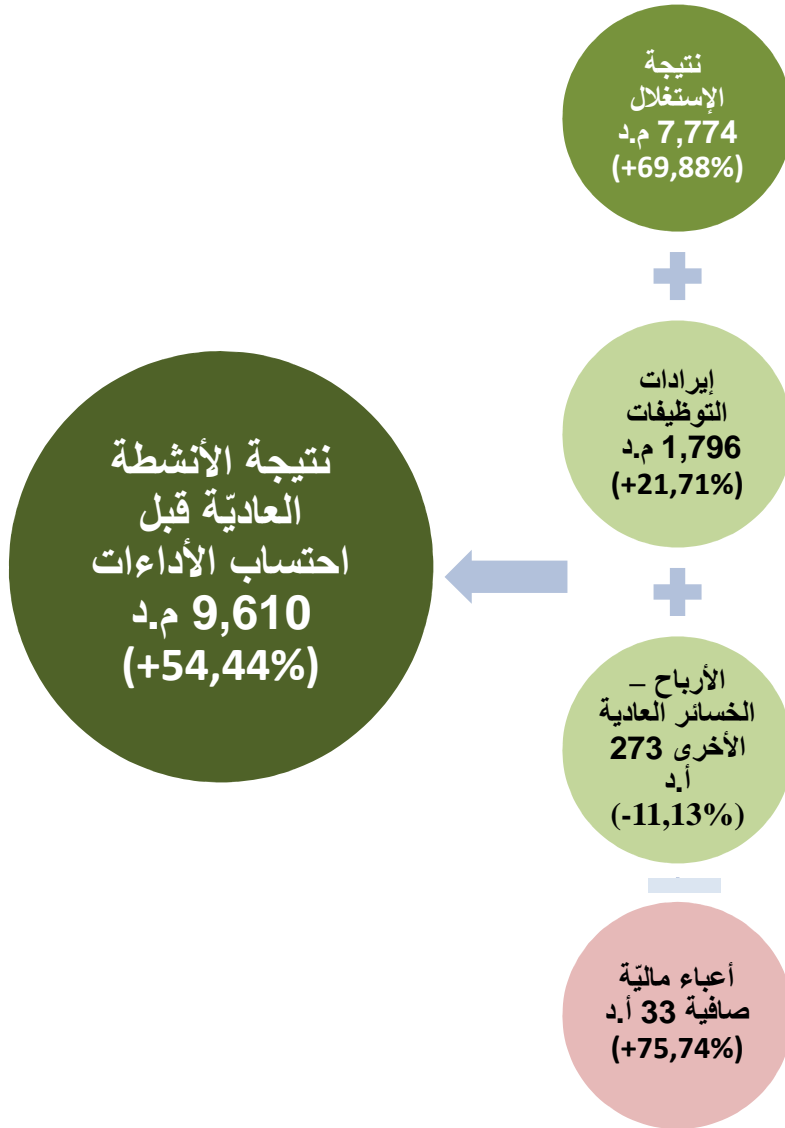 نتيجة
الإستغلال
7,774 م.د
(+69,88%)
إيرادات
التوظيفات
1,796 م.د
(+21,71%)
الأرباح –
الخسائر العادية
الأخرى 273
أ.د
(-11,13%)
أعباء ماليّة
صافية 33 أ.د
(+75,74%)
نتيجة الأنشطة
العاديّة قبل
احتساب الأداءات
9,610 م.د
(+54,44%)